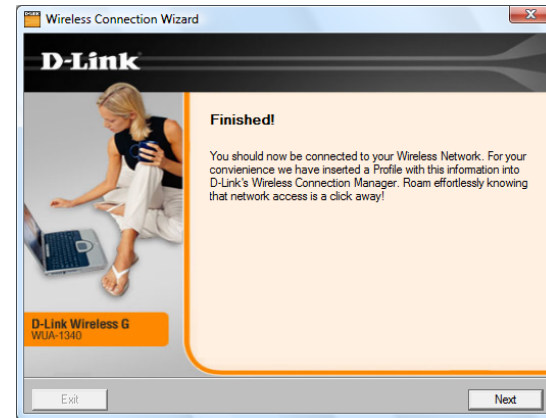 Wireless Connection Wizard
D-Link
Finished!
You should now be connected to your Wireless Network. For your
convienience we have inserted a Profile with this information into
D-Link's Wireless Connection Manager. Roam effortlessly knowing
that network access is a click away!
D-Link Wireless G
WUA-1340
Exit
Next